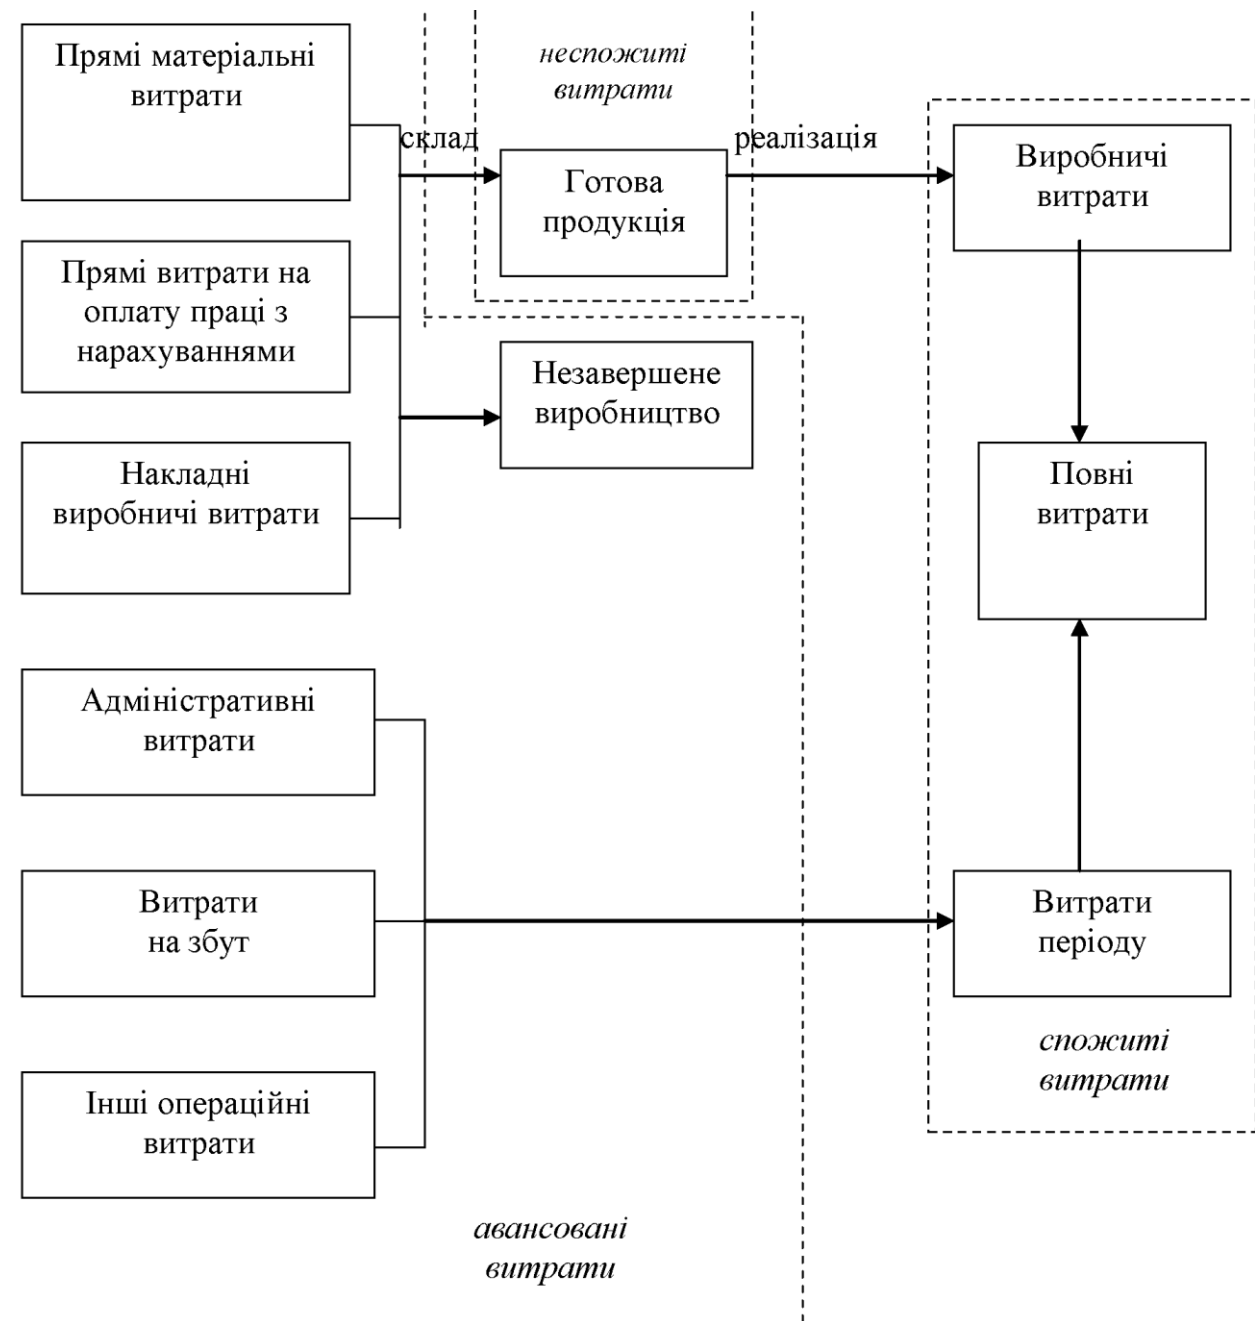 Прямі матеріальні
витрати
неспожиті
витрати
склад
реалізація
Готова
продукція
Виробничі
витрати
Прямі витрати на
оплату праці з
нарахуваннями
Незавершене
виробництво
Накладні
виробничі витрати
Повні
витрати
Адміністративні
витрати
Витрати
на збут
Витрати
періоду
спожиті
витрати
Інші операційні
витрати
авансовані
витрати